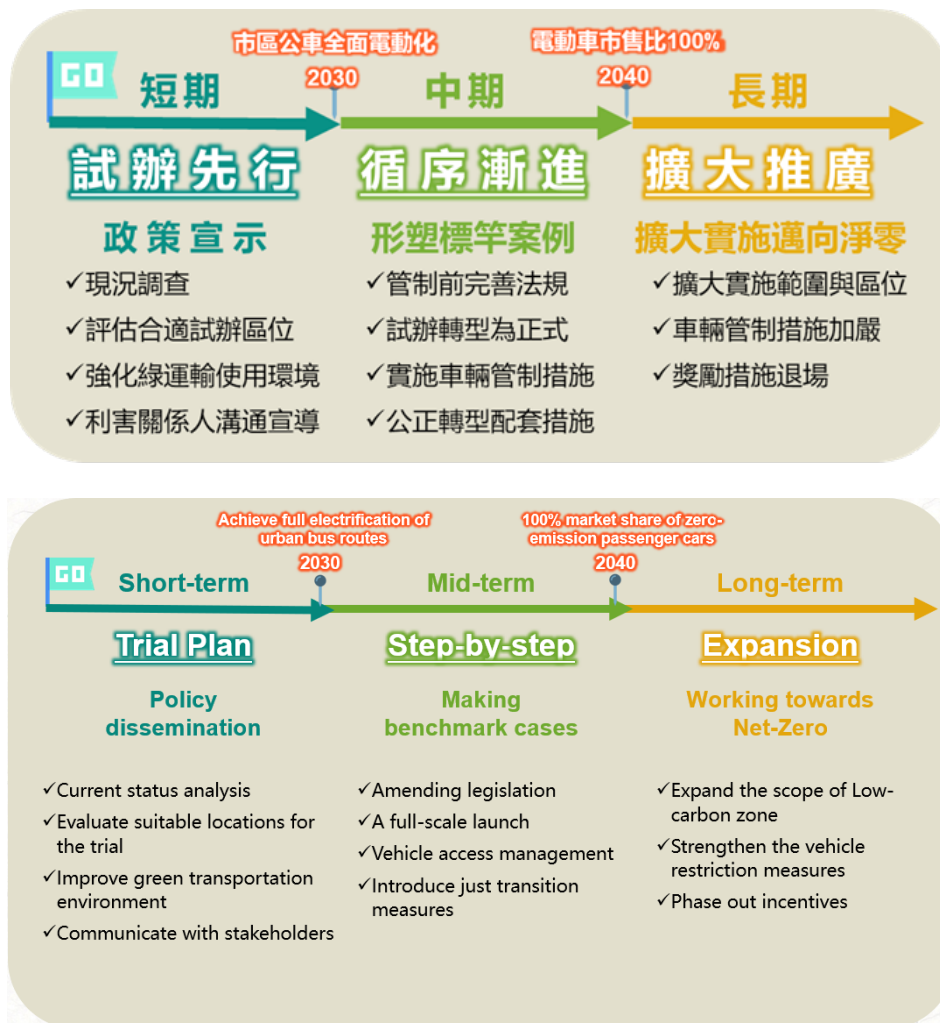 市區公車全面電動化
電動車市售比100%
2030
2040
GO
短期
中期
長期
試辦先行
循序漸進
擴大推廣
政策宣示
形塑標竿案例
擴大實施邁向淨零
✓現況調查
✓評估合適試辦區位
✓強化綠運輸使用環境
✓利害關係人溝通宣導
✓管制前完善法規
✓試辦轉型為正式
✓實施車輛管制措施
✓公正轉型配套措施
✓擴大實施範圍與區位
✓車輛管制措施加嚴
✓獎勵措施退場
Achieve full electrification of
urban bus routes
2030
100% market share of zero-
emission passenger cars
2040
GO
Short-term
Mid-term
Long-term
Trial Plan
Step-by-step
Expansion
Policy
dissemination
Making
benchmark cases
Working towards
Net-Zero
✓Current status analysis
✓Evaluate suitable locations for
the trial
✓Improve green transportation
environment
✓Communicate with stakeholders
✓Amending legislation
✓A full-scale launch
✓Vehicle access management
✓Introduce just transition
measures
✓Expand the scope of Low-
carbon zone
✓Strengthen the vehicle
restriction measures
✓Phase out incentives